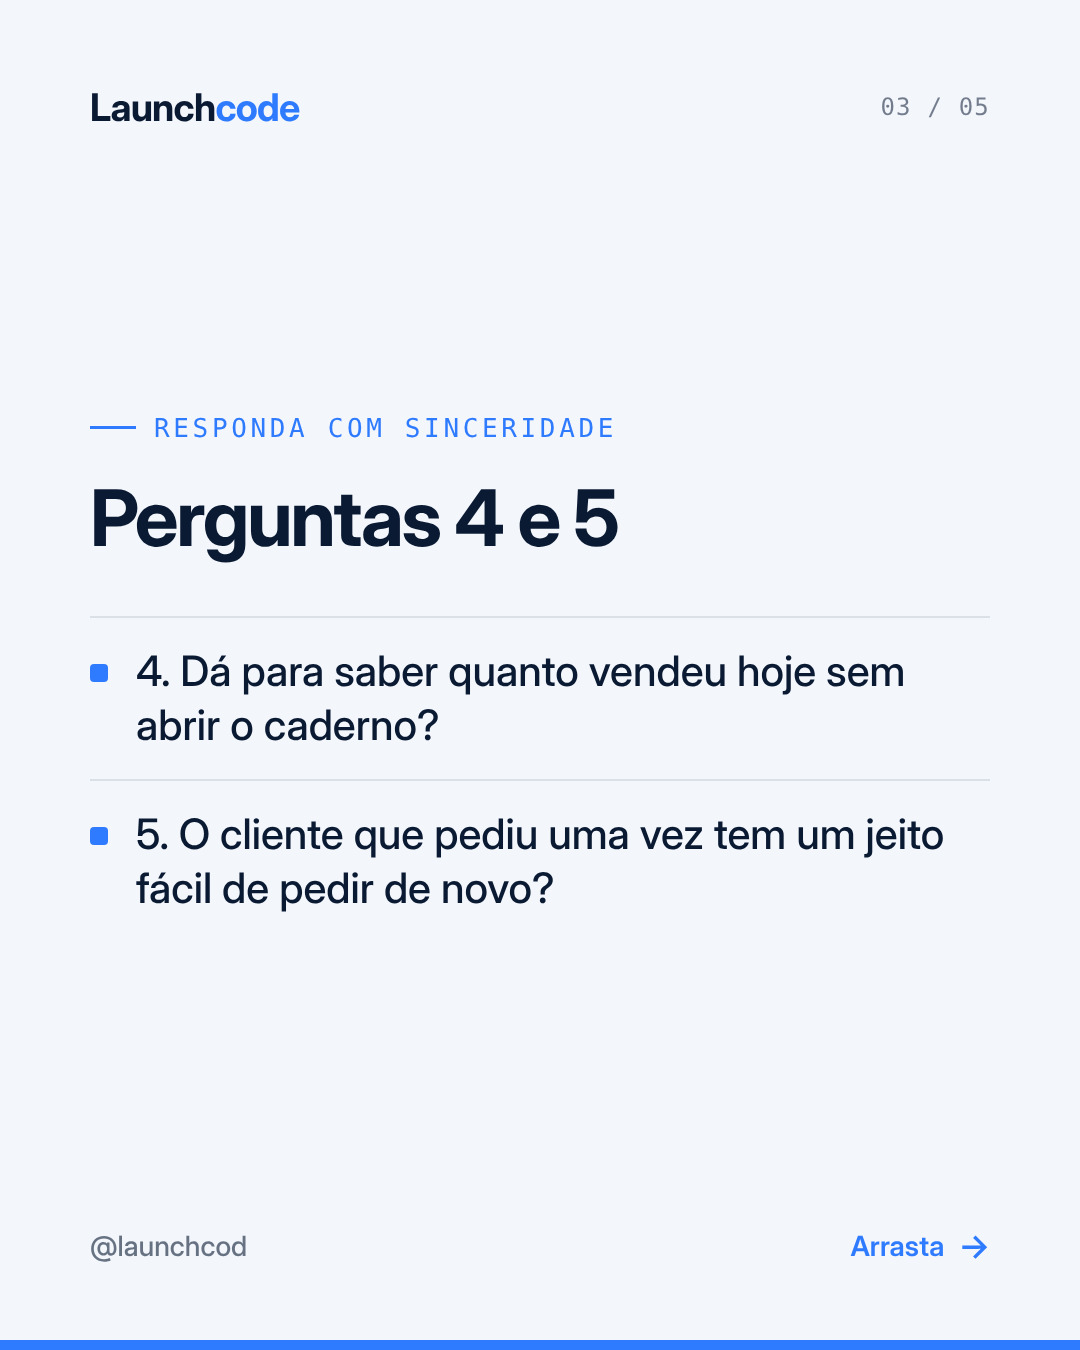 Launchcode
03 / 05
RESPONDA COM SINCERIDADE
Perguntas 4 e 5
4. Dá para saber quanto vendeu hoje sem
abrir o caderno?
5. O cliente que pediu uma vez tem um jeito
fácil de pedir de novo?
@launchcod
Arrasta →